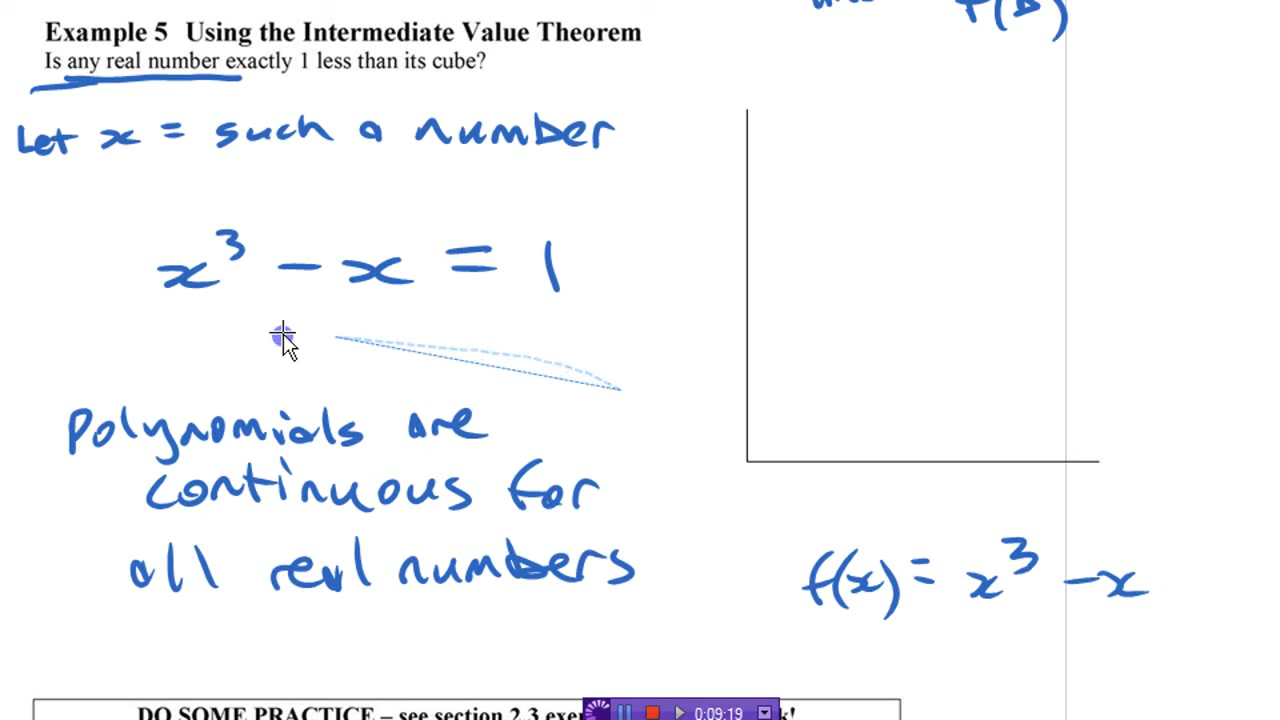 f(b)
Example 5 Using the Intermediate Value Theorem
Is any real number exactly 1 less than its cube?
Let x = such a number
x³ - x = 1
Polynomials are
continuous for
all real numbers
f(x) = x³ - x
DO SOME PRACTICE – see section 2.3 exer
k!
0:09:19